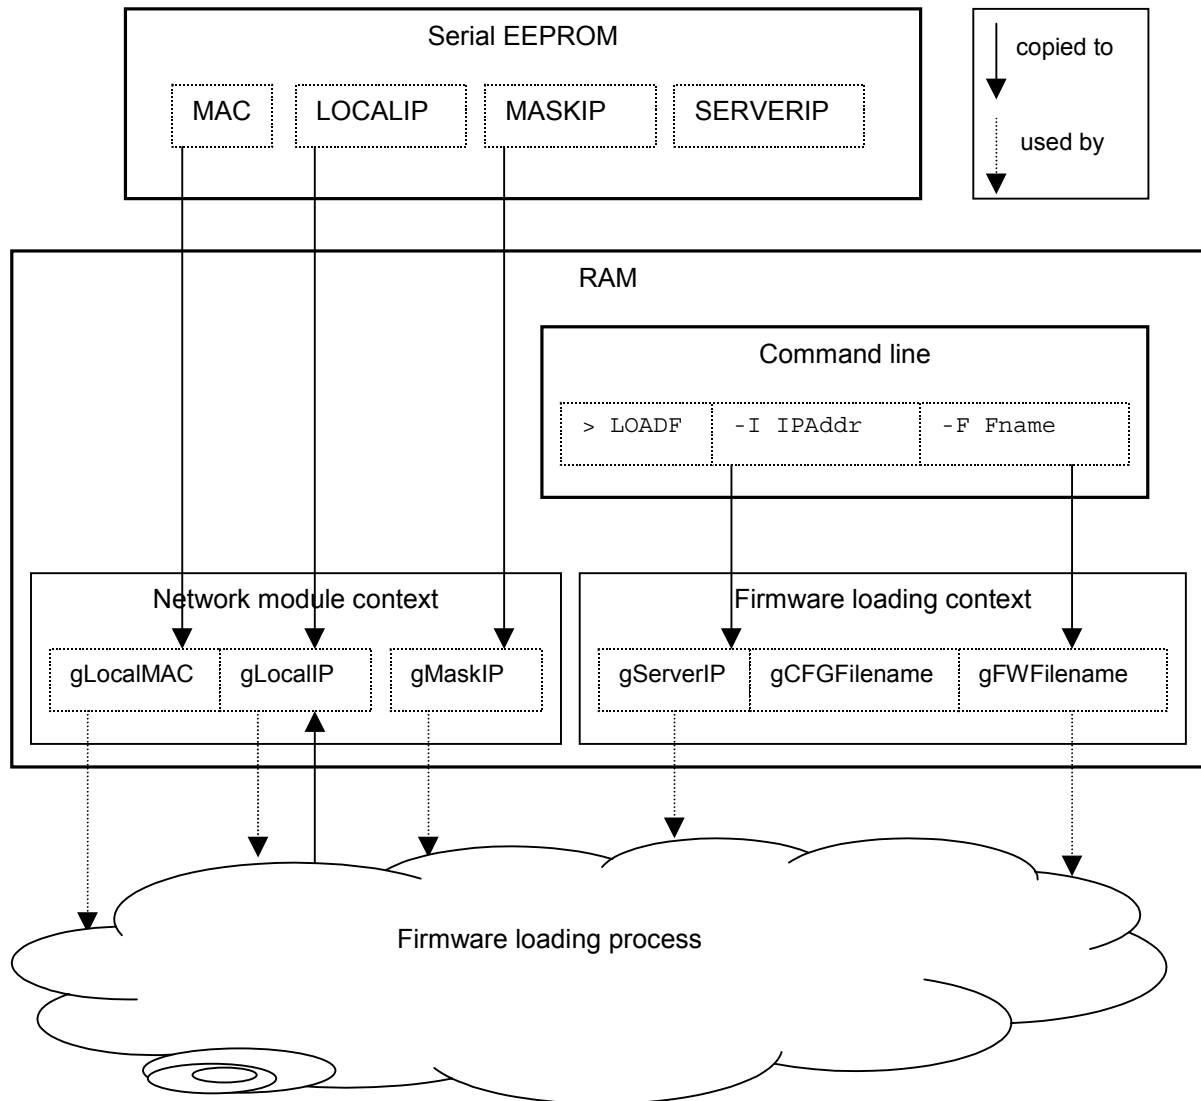 Serial EEPROM
copied to
MAC LOCALIP MASKIP SERVERIP
used by
RAM
Command line
> LOADF -I IPAddr -F Fname
Network module context
Firmware loading context
gLocalMAC gLocalIP gMaskIP
gServerIP gCFGFilename gFWFilename
Firmware loading process